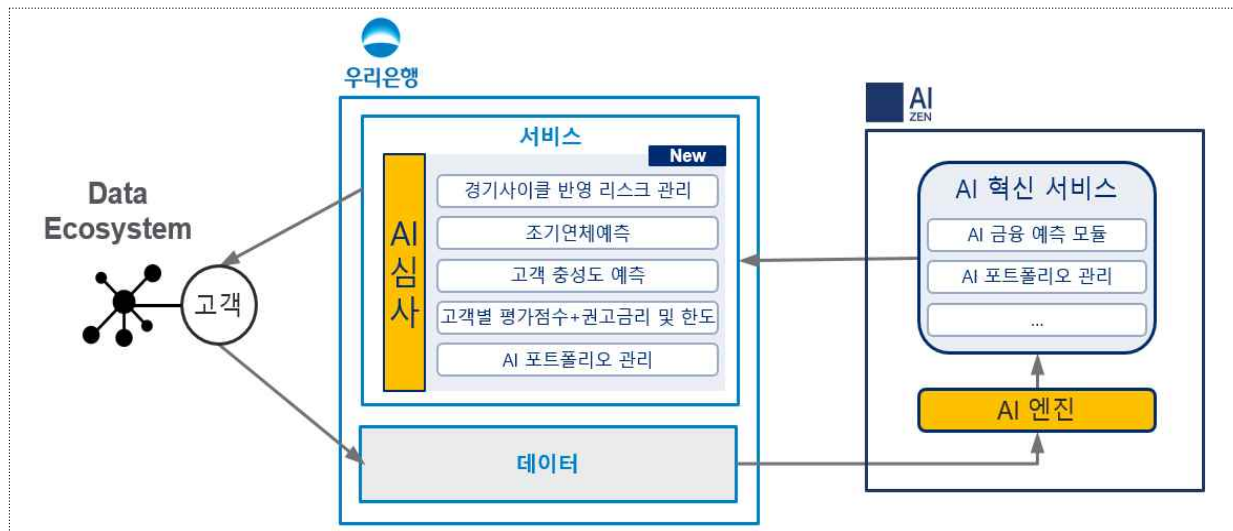 우리은행
AI
ZEN
서비스
New
AI
심
사
경기사이클 반영 리스크 관리
조기연체예측
고객 충성도 예측
고객별 평가점수+권고금리 및 한도
AI 포트폴리오 관리
데이터
Data
Ecosystem
고객
AI 혁신 서비스
AI 금융 예측 모듈
AI 포트폴리오 관리
...
AI 엔진